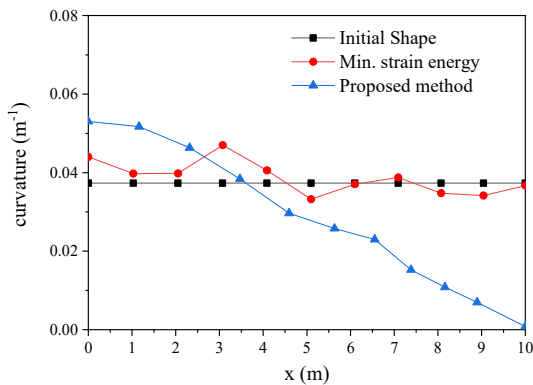 0.08
0.06
0.04
0.02
0.00
curvature (m⁻¹)
Initial Shape
Min. strain energy
Proposed method
0 1 2 3 4 5 6 7 8 9 10
x (m)